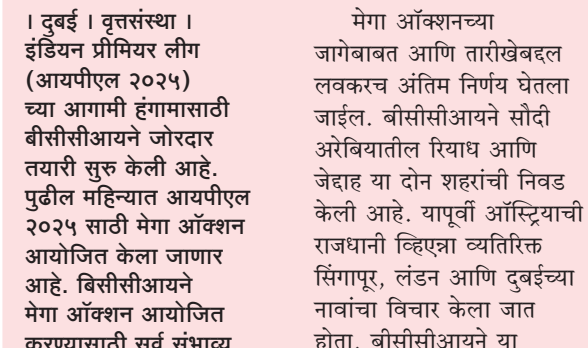 । दुबई । वृत्तसंस्था ।
इंडियन प्रीमियर लीग
(आयपीएल २०२५)
च्या आगामी हंगामासाठी
बीसीसीआयने जोरदार
तयारी सुरु केली आहे.
पुढील महिन्यात आयपीएल
२०२५ साठी मेगा ऑक्शन
आयोजित केला जाणार
आहे. बिसीसीआयने
मेगा ऑक्शन आयोजित
करण्यासाठी सर्व संभाव्य
मेगा ऑक्शनच्या
जागेबाबत आणि तारीखेबद्दल
लवकरच अंतिम निर्णय घेतला
जाईल. बीसीसीआयने सौदी
अरेबियातील रियाध आणि
जेद्दाह या दोन शहरांची निवड
केली आहे. यापूर्वी ऑस्ट्रियाची
राजधानी व्हिएन्ना व्यतिरिक्त
सिंगापूर, लंडन आणि दुबईच्या
नावांचा विचार केला जात
होता. बीसीसीआयने या